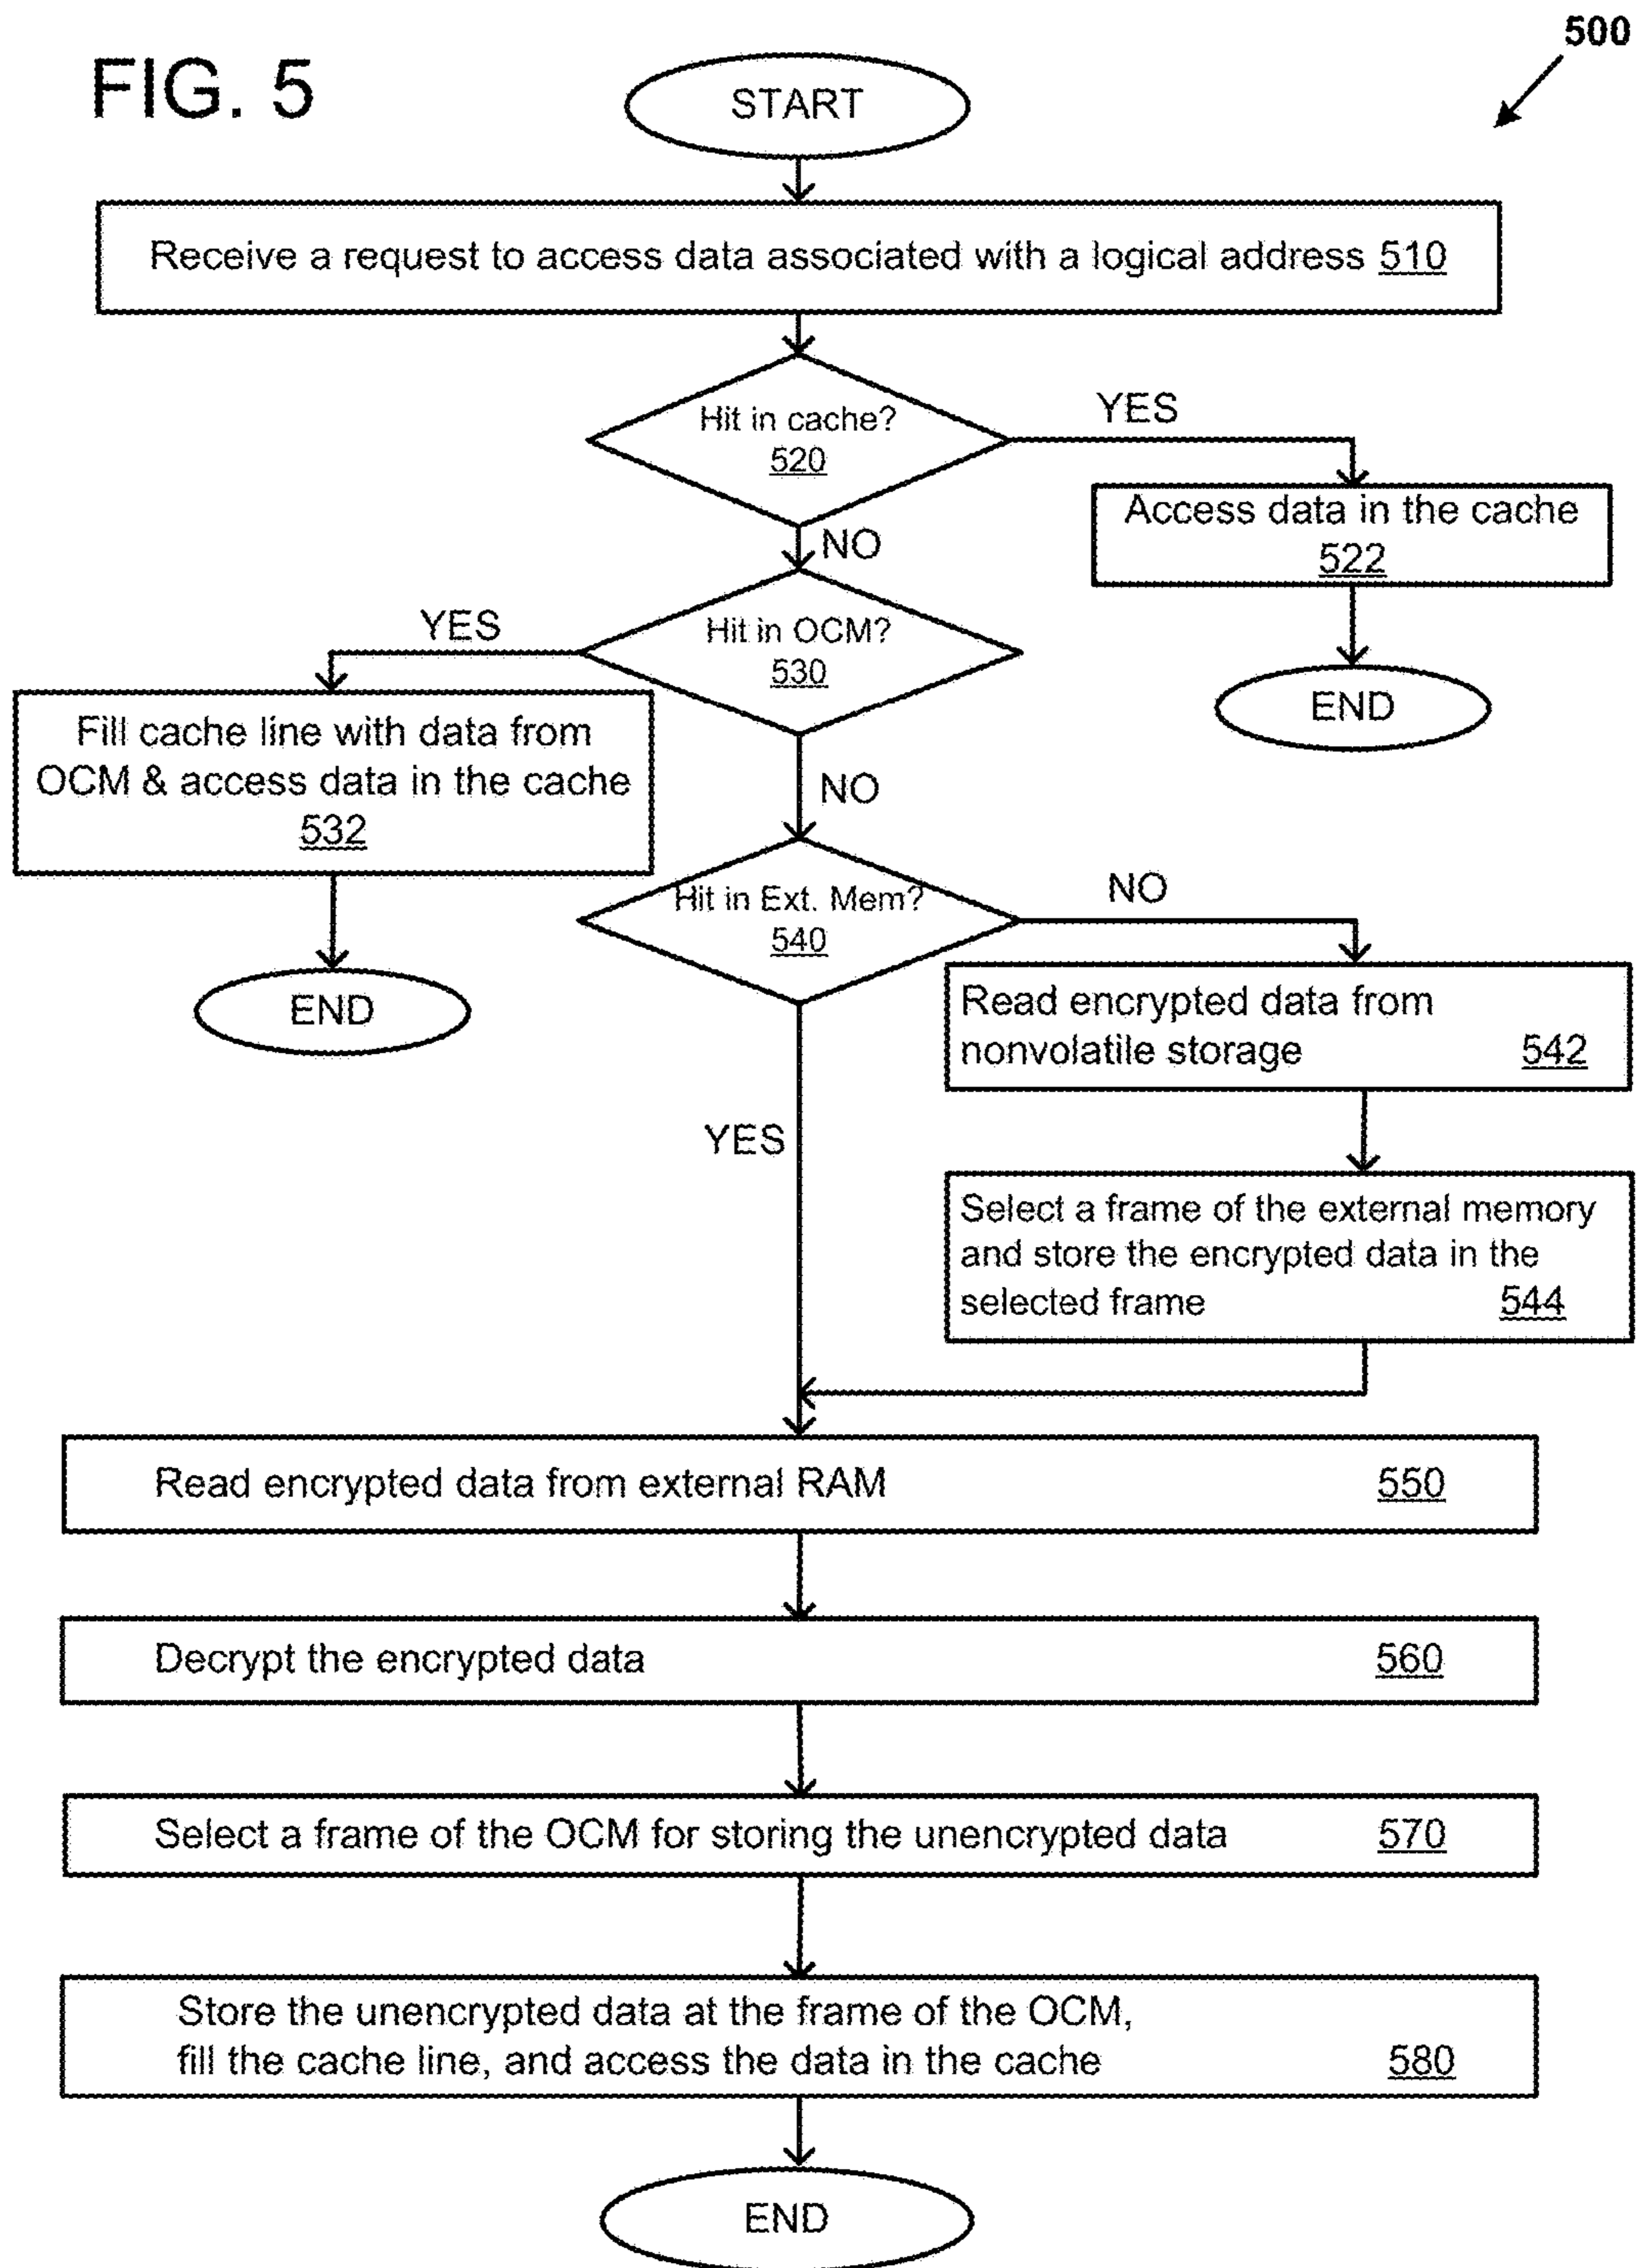 500
FIG. 5
START
Receive a request to access data associated with a logical address 510
Hit in cache?
520
YES
Access data in the cache
522
NO
END
Hit in OCM?
530
YES
Fill cache line with data from
OCM & access data in the cache
532
END
NO
Hit in Ext. Mem?
540
NO
Read encrypted data from
nonvolatile storage 542
YES
Select a frame of the external memory
and store the encrypted data in the
selected frame 544
Read encrypted data from external RAM 550
Decrypt the encrypted data 560
Select a frame of the OCM for storing the unencrypted data 570
Store the unencrypted data at the frame of the OCM,
fill the cache line, and access the data in the cache 580
END